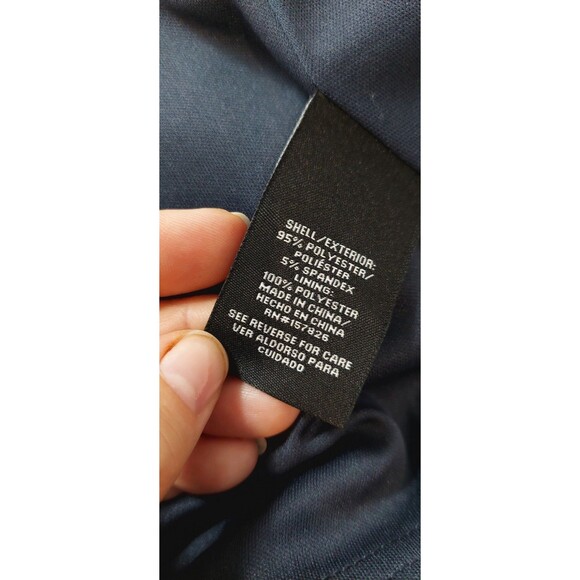 SHELL/EXTERIOR:
95% POLYESTER/
POLIÉSTER
5% SPANDEX
LINING:
100% POLYESTER
MADE IN CHINA/
HECHO EN CHINA
RN#157826
SEE REVERSE FOR CARE
VER ALDORSO PARA
CUIDADO